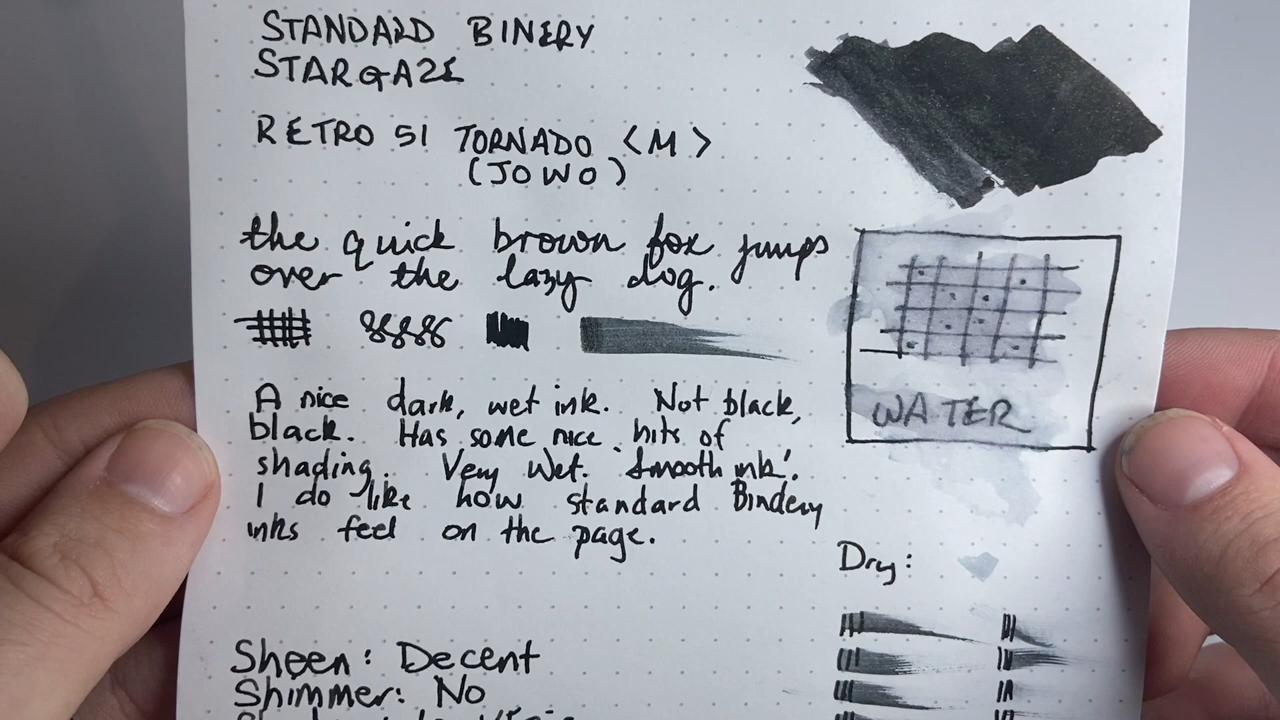 STANDARD BINERY
STARGAZE
RETRO 51 TORNADO <M>
(JOWO)
the quick brown fox jumps
over the lazy dog.
A nice dark, wet ink. Not black,
black. Has some nice hits of
shading. Very Wet. 'Smooth ink'.
I do like how standard Bindery
inks feel on the page.
WATER
Dry:
Sheen: Decent
Shimmer: No